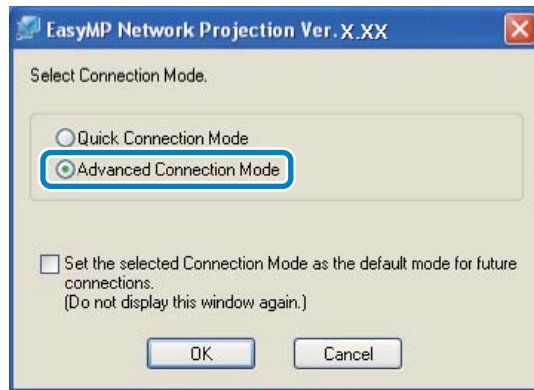 EasyMP Network Projection Ver.X.XX
Select Connection Mode.
Quick Connection Mode
Advanced Connection Mode
Set the selected Connection Mode as the default mode for future
connections.
(Do not display this window again.)
OK
Cancel